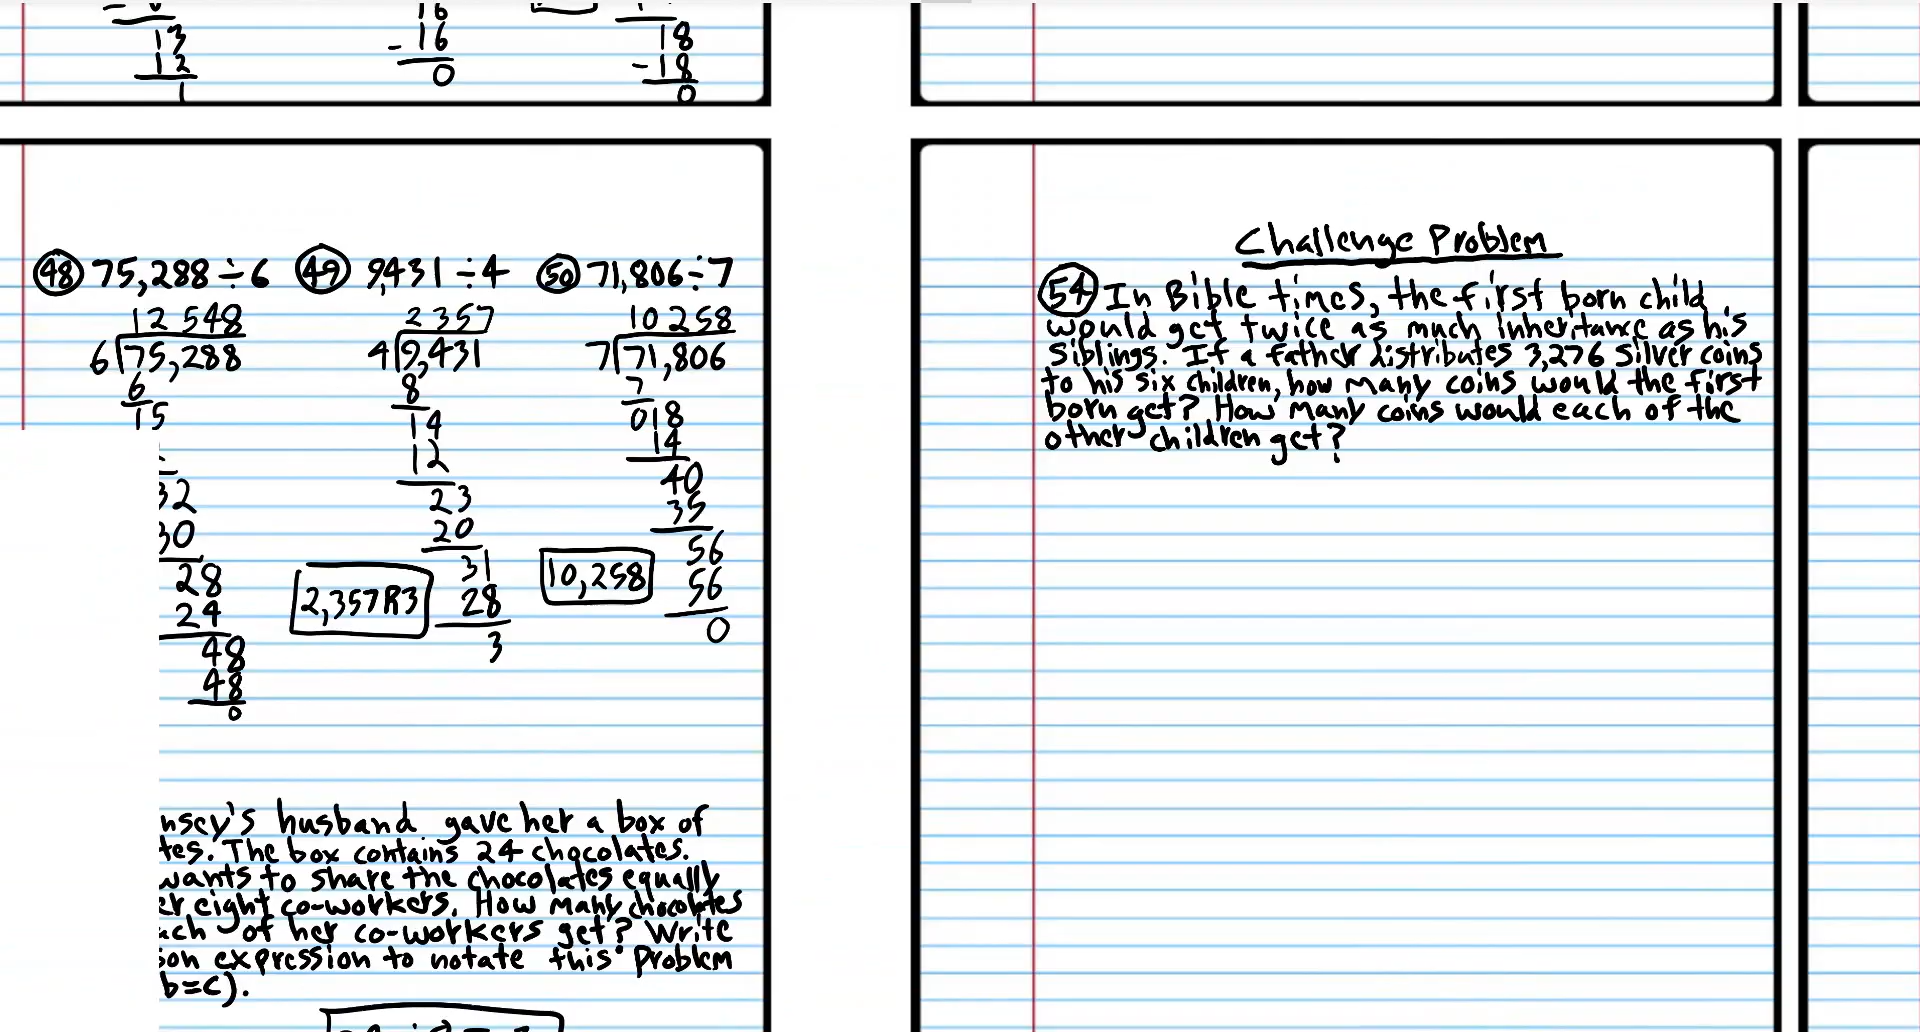 13
12
1
16
- 16
0
18
- 18
0
48 75,288 ÷ 6
12 548
6 75,288
6
15
32
30
28
24
48
48
0
49 9,431 ÷ 4
2 357
4 9,431
8
14
12
23
20
31
28
3
2,357R3
50 71,806 ÷ 7
10 258
7 71,806
7
018
14
40
35
56
56
0
10,258
nsey's husband gave her a box of
tes. The box contains 24 chocolates.
wants to share the chocolates equally
er eight co-workers. How many chocolates
ach of her co-workers get? Write
ion expression to notate this problem
b=c).
Challenge Problem
54 In Bible times, the first born child
would get twice as much inheritance as his
siblings. If a father distributes 3,276 silver coins
to his six children, how many coins would the first
born get? How many coins would each of the
other children get?